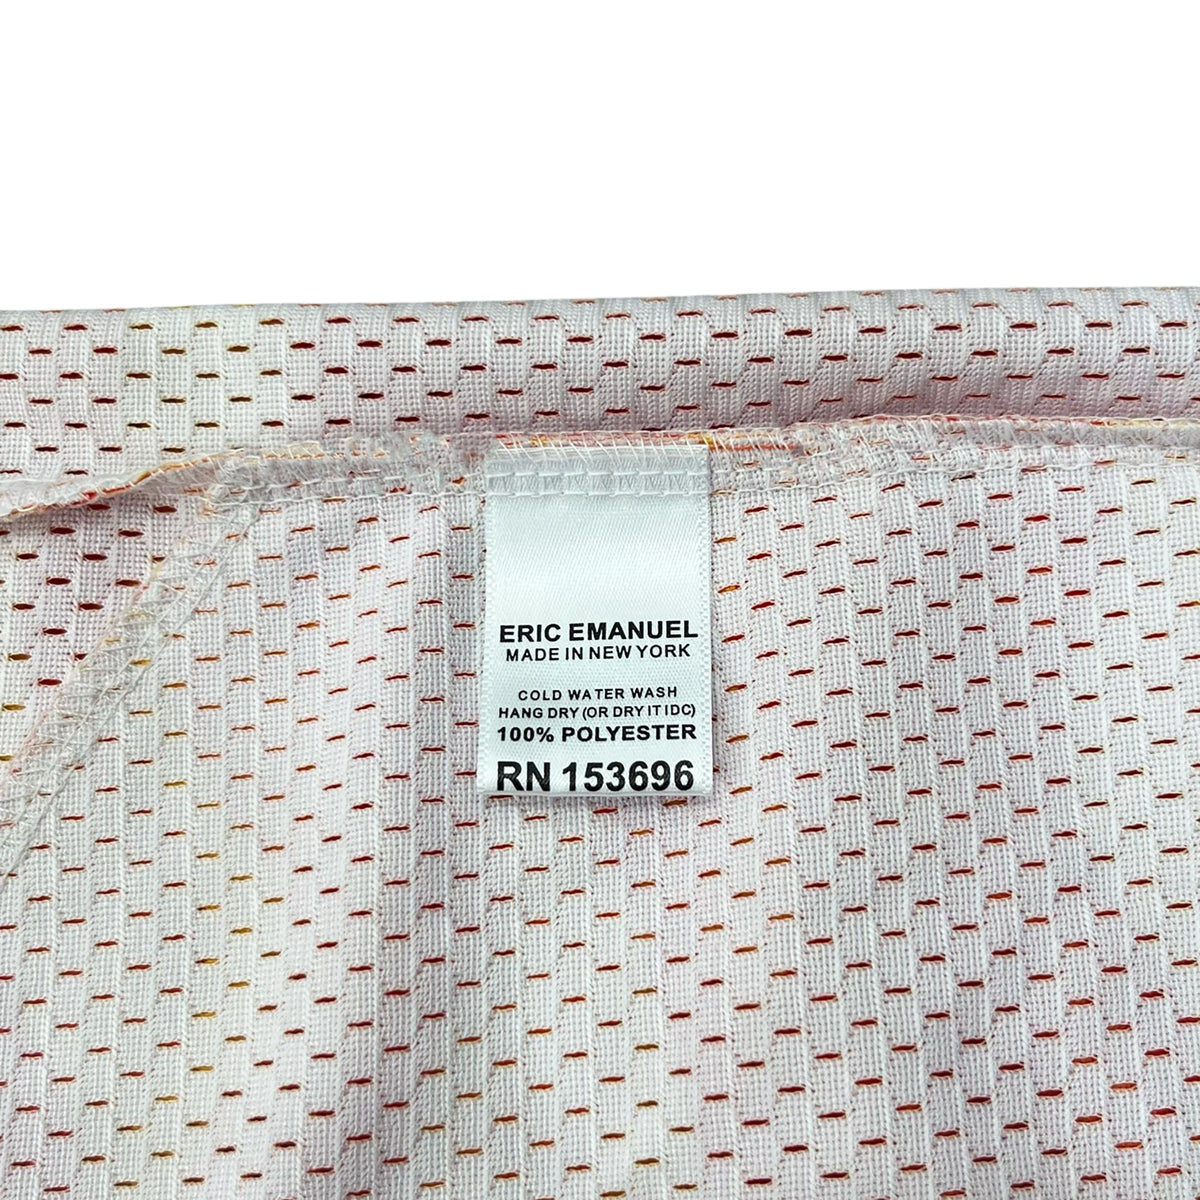 ERIC EMANUEL
MADE IN NEW YORK
COLD WATER WASH
HANG DRY (OR DRY IT IDC)
100% POLYESTER
RN 153696